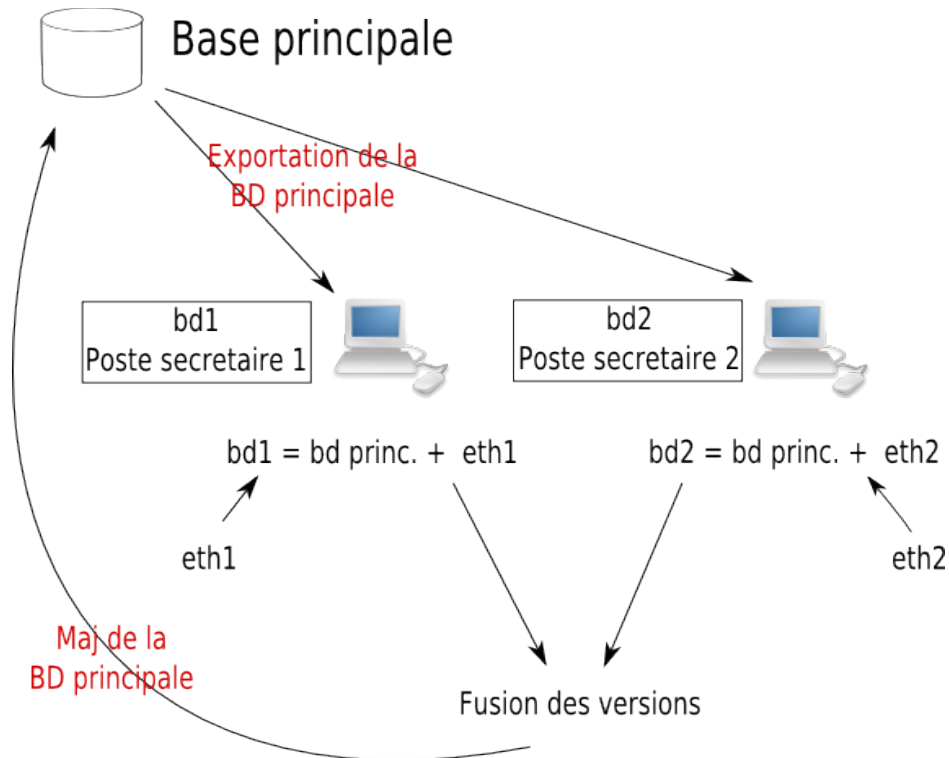 Base principale
Exportation de la
BD principale
bd1
Poste secretaire 1
bd2
Poste secretaire 2
bd1 = bd princ. + eth1
bd2 = bd princ. + eth2
eth1
eth2
Maj de la
BD principale
Fusion des versions